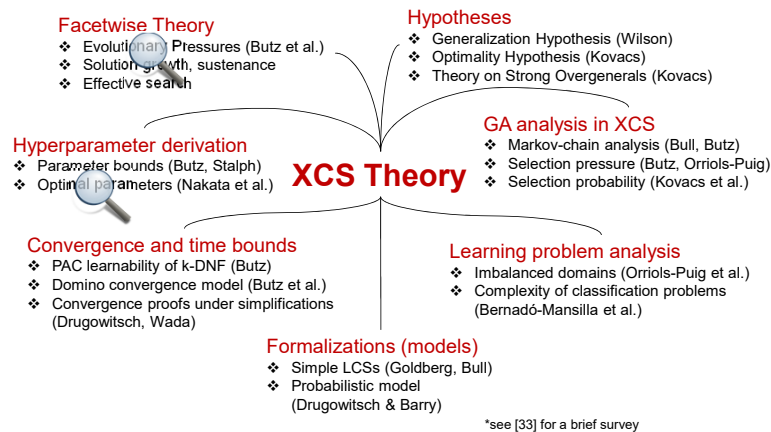 Facetwise Theory
❖ Evolutionary Pressures (Butz et al.)
❖ Solution growth, sustenance
❖ Effective search
Hypotheses
❖ Generalization Hypothesis (Wilson)
❖ Optimality Hypothesis (Kovacs)
❖ Theory on Strong Overgenerals (Kovacs)
Hyperparameter derivation
❖ Parameter bounds (Butz, Stalph)
❖ Optimal parameters (Nakata et al.)
XCS Theory
GA analysis in XCS
❖ Markov-chain analysis (Bull, Butz)
❖ Selection pressure (Butz, Orriols-Puig)
❖ Selection probability (Kovacs et al.)
Convergence and time bounds
❖ PAC learnability of k-DNF (Butz)
❖ Domino convergence model (Butz et al.)
❖ Convergence proofs under simplifications
(Drugowitsch, Wada)
Learning problem analysis
❖ Imbalanced domains (Orriols-Puig et al.)
❖ Complexity of classification problems
(Bernadó-Mansilla et al.)
Formalizations (models)
❖ Simple LCSs (Goldberg, Bull)
❖ Probabilistic model
(Drugowitsch & Barry)
*see [33] for a brief survey